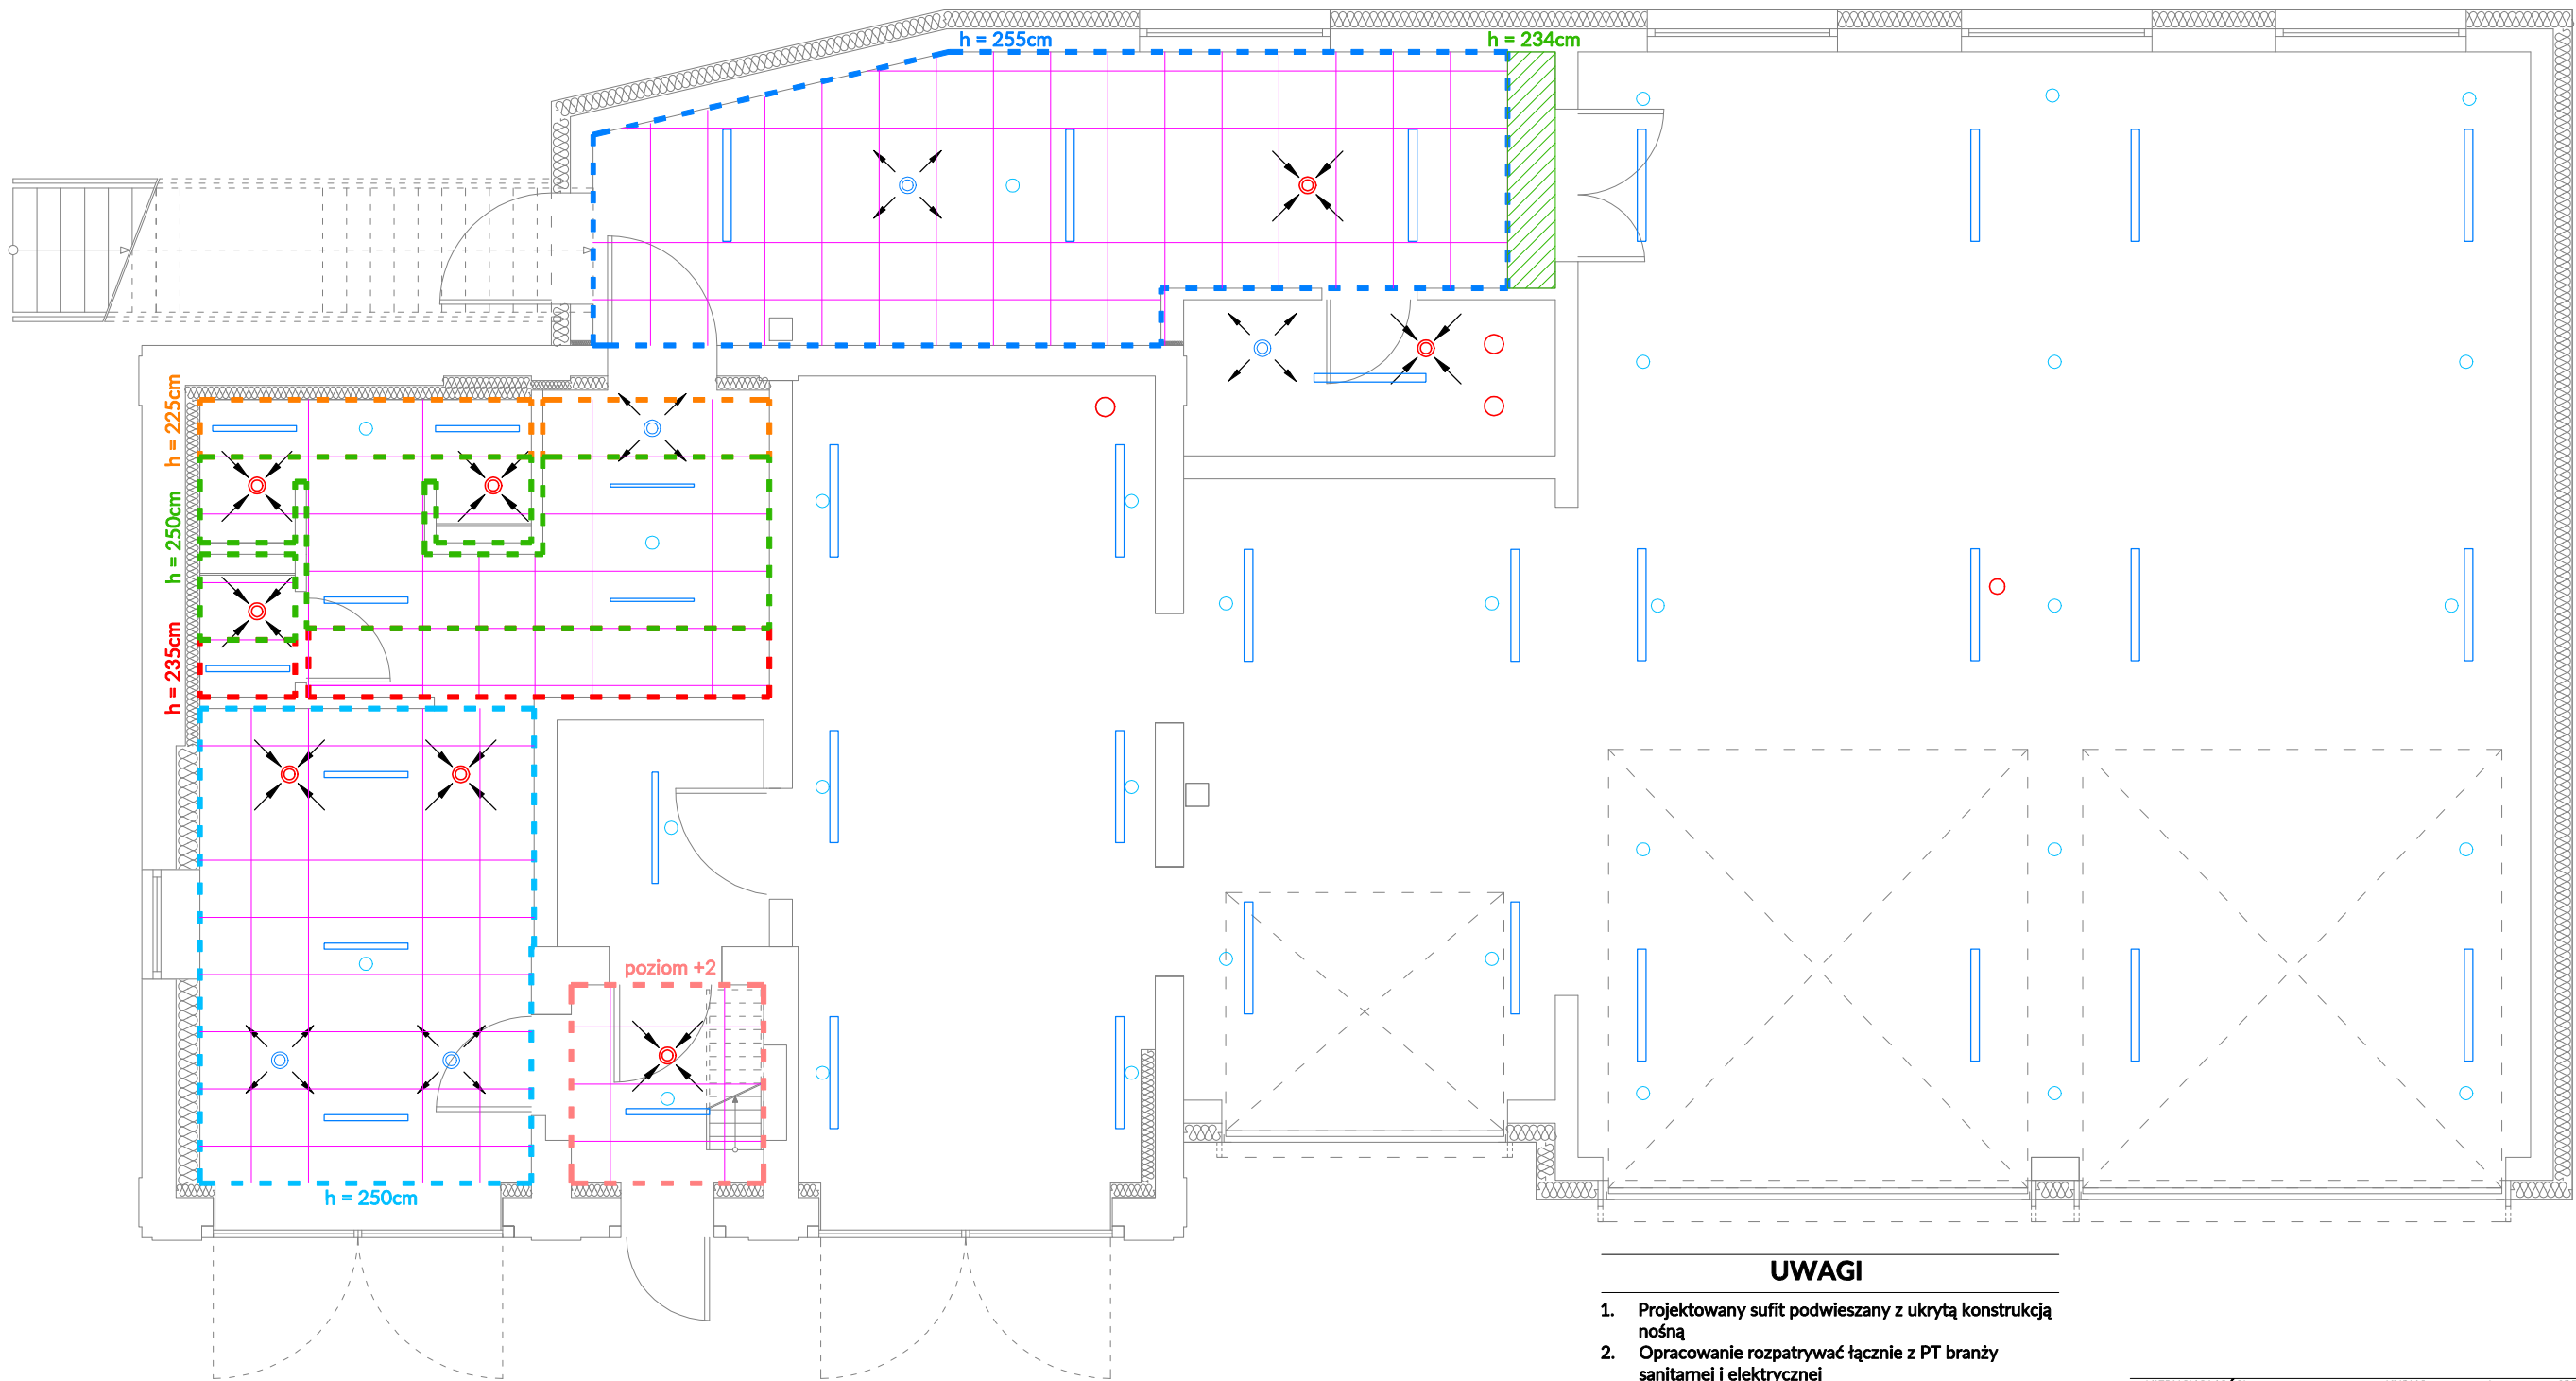 h = 255cm
h = 234cm
h = 225cm
h = 250cm
h = 235cm
poziom +2
h = 250cm
UWAGI
1. Projektowany sufit podwieszany z ukrytą konstrukcją
nośną
2. Opracowanie rozpatrywać łącznie z PT branży
sanitarnej i elektrycznej